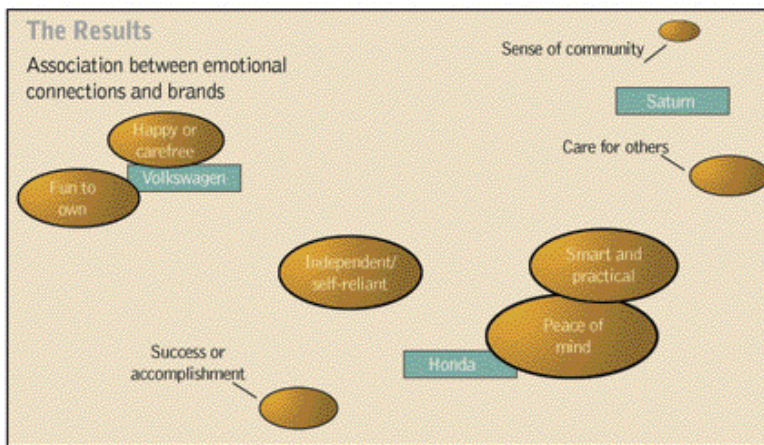 The Results
Association between emotional
connections and brands
Sense of community
Saturn
Happy or
carefree
Care for others
Volkswagen
Fun to
own
Independent/
self-reliant
Smart and
practical
Peace of
mind
Success or
accomplishment
Honda